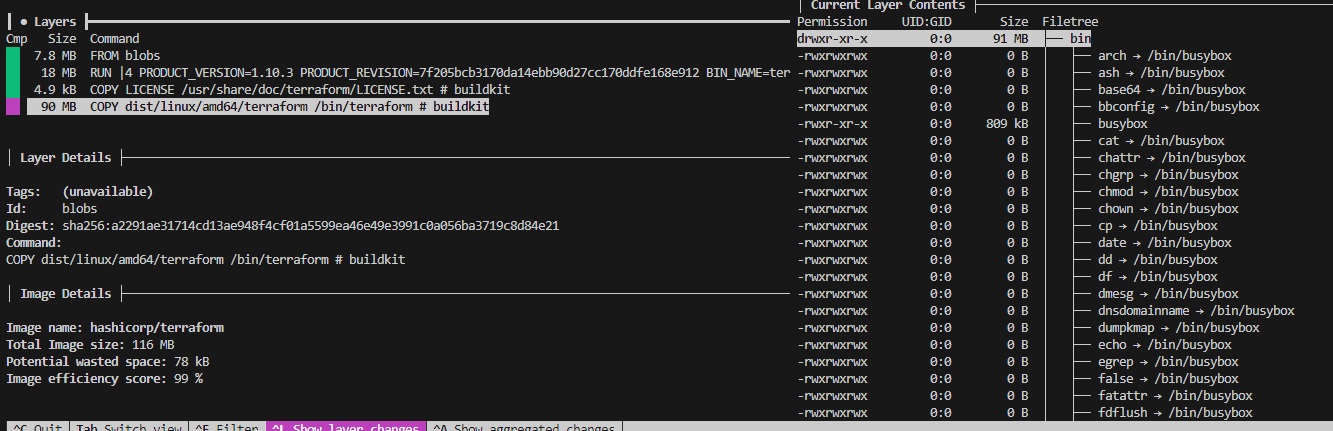 ● Layers
Cmp Size Command
7.8 MB FROM blobs
18 MB RUN |4 PRODUCT_VERSION=1.10.3 PRODUCT_REVISION=7f205bcb3170da14ebb90d27cc170ddfe168e912 BIN_NAME=ter
4.9 kB COPY LICENSE /usr/share/doc/terraform/LICENSE.txt # buildkit
90 MB COPY dist/linux/amd64/terraform /bin/terraform # buildkit
Layer Details
Tags: (unavailable)
Id: blobs
Digest: sha256:a2291ae31714cd13ae948f4cf01a5599ea46e49e3991c0a056ba3719c8d84e21
Command:
COPY dist/linux/amd64/terraform /bin/terraform # buildkit
Image Details
Image name: hashicorp/terraform
Total Image size: 116 MB
Potential wasted space: 78 kB
Image efficiency score: 99 %
Current Layer Contents
Permission UID:GID Size Filetree
drwxr-xr-x 0:0 91 MB ├── bin
-rwxrwxrwx 0:0 0 B │ ├── arch → /bin/busybox
-rwxrwxrwx 0:0 0 B │ ├── ash → /bin/busybox
-rwxrwxrwx 0:0 0 B │ ├── base64 → /bin/busybox
-rwxrwxrwx 0:0 0 B │ ├── bbconfig → /bin/busybox
-rwxr-xr-x 0:0 809 kB │ ├── busybox
-rwxrwxrwx 0:0 0 B │ ├── cat → /bin/busybox
-rwxrwxrwx 0:0 0 B │ ├── chattr → /bin/busybox
-rwxrwxrwx 0:0 0 B │ ├── chgrp → /bin/busybox
-rwxrwxrwx 0:0 0 B │ ├── chmod → /bin/busybox
-rwxrwxrwx 0:0 0 B │ ├── chown → /bin/busybox
-rwxrwxrwx 0:0 0 B │ ├── cp → /bin/busybox
-rwxrwxrwx 0:0 0 B │ ├── date → /bin/busybox
-rwxrwxrwx 0:0 0 B │ ├── dd → /bin/busybox
-rwxrwxrwx 0:0 0 B │ ├── df → /bin/busybox
-rwxrwxrwx 0:0 0 B │ ├── dmesg → /bin/busybox
-rwxrwxrwx 0:0 0 B │ ├── dnsdomainname → /bin/busybox
-rwxrwxrwx 0:0 0 B │ ├── dumpkmap → /bin/busybox
-rwxrwxrwx 0:0 0 B │ ├── echo → /bin/busybox
-rwxrwxrwx 0:0 0 B │ ├── egrep → /bin/busybox
-rwxrwxrwx 0:0 0 B │ ├── false → /bin/busybox
-rwxrwxrwx 0:0 0 B │ ├── fatattr → /bin/busybox
-rwxrwxrwx 0:0 0 B │ ├── fdflush → /bin/busybox
^C Quit Tab Switch view ^F Filter ^L Show layer changes ^A Show aggregated changes